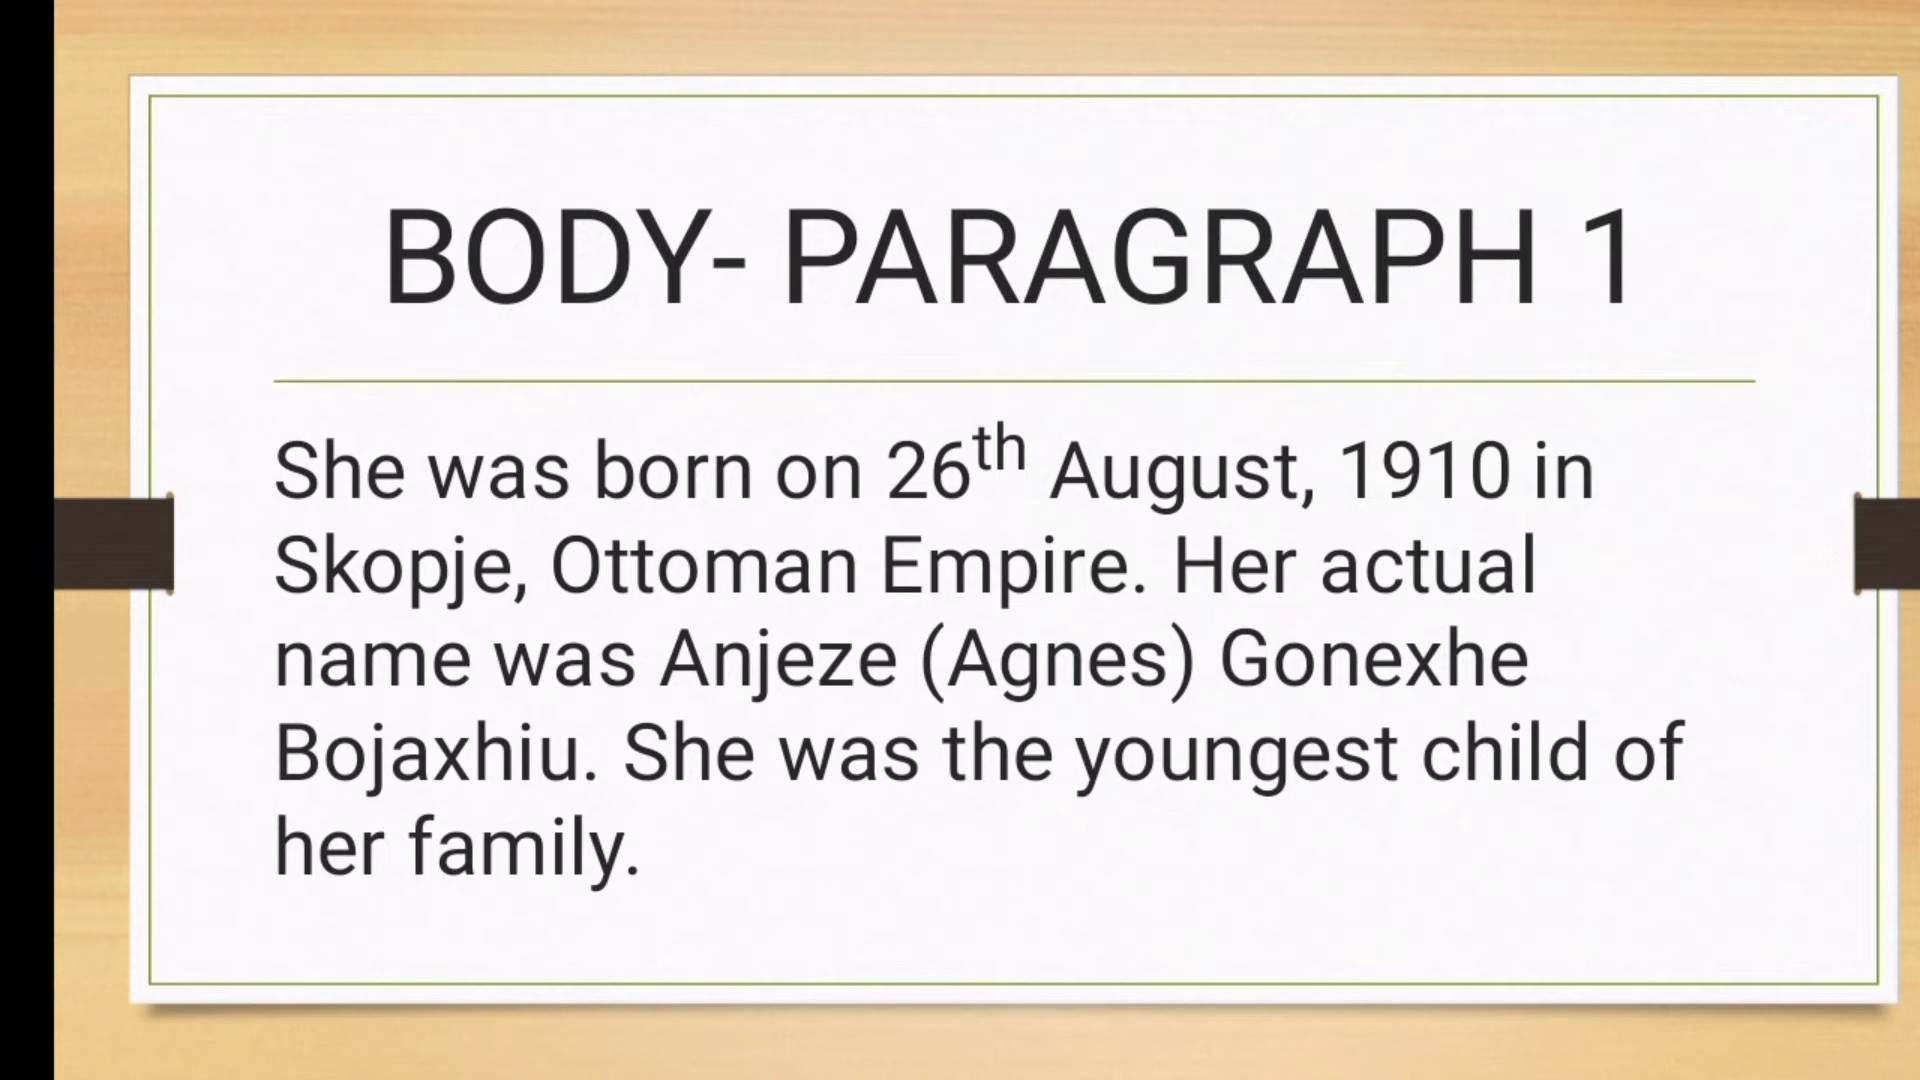 BODY- PARAGRAPH 1
She was born on 26th August, 1910 in
Skopje, Ottoman Empire. Her actual
name was Anjeze (Agnes) Gonexhe
Bojaxhiu. She was the youngest child of
her family.